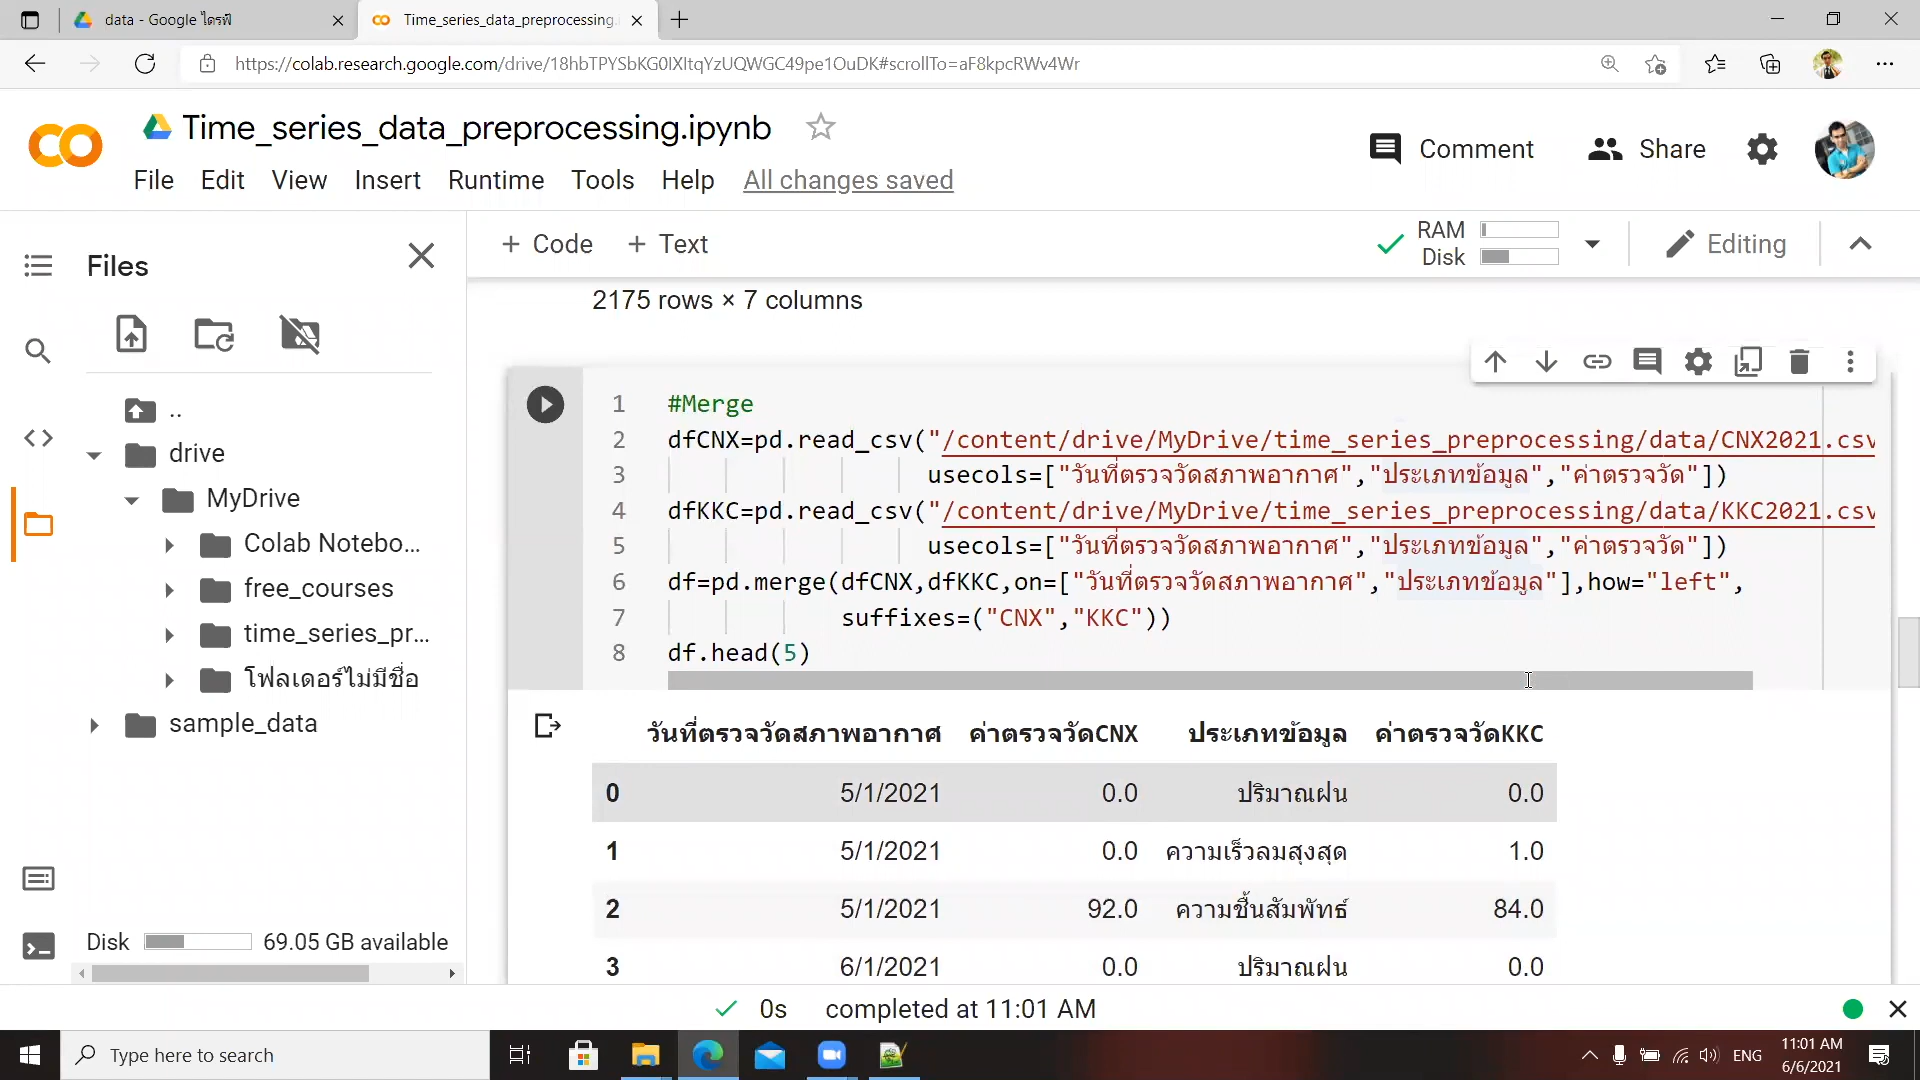 data - Google ไดรฟ์
Time_series_data_preprocessing.
https://colab.research.google.com/drive/18hbTPYSbKG0IXItqYzUQWGC49pe1OuDK#scrollTo=aF8kpcRWv4Wr
Time_series_data_preprocessing.ipynb
Comment
Share
File Edit View Insert Runtime Tools Help All changes saved
Files
+ Code + Text
RAM
Disk
Editing
2175 rows × 7 columns
..
drive
MyDrive
Colab Notebo...
free_courses
time_series_pr...
โฟลเดอร์ไม่มีชื่อ
sample_data
Disk 69.05 GB available
1 #Merge
2 dfCNX=pd.read_csv("/content/drive/MyDrive/time_series_preprocessing/data/CNX2021.csv
3 usecols=["วันที่ตรวจวัดสภาพอากาศ","ประเภทข้อมูล","ค่าตรวจวัด"])
4 dfKKC=pd.read_csv("/content/drive/MyDrive/time_series_preprocessing/data/KKC2021.csv
5 usecols=["วันที่ตรวจวัดสภาพอากาศ","ประเภทข้อมูล","ค่าตรวจวัด"])
6 df=pd.merge(dfCNX,dfKKC,on=["วันที่ตรวจวัดสภาพอากาศ","ประเภทข้อมูล"],how="left",
7 suffixes=("CNX","KKC"))
8 df.head(5)
วันที่ตรวจวัดสภาพอากาศ ค่าตรวจวัดCNX ประเภทข้อมูล ค่าตรวจวัดKKC
0 5/1/2021 0.0 ปริมาณฝน 0.0
1 5/1/2021 0.0 ความเร็วลมสุงสุด 1.0
2 5/1/2021 92.0 ความชื้นสัมพัทธ์ 84.0
3 6/1/2021 0.0 ปริมาณฝน 0.0
0s completed at 11:01 AM
Type here to search
ENG
11:01 AM
6/6/2021